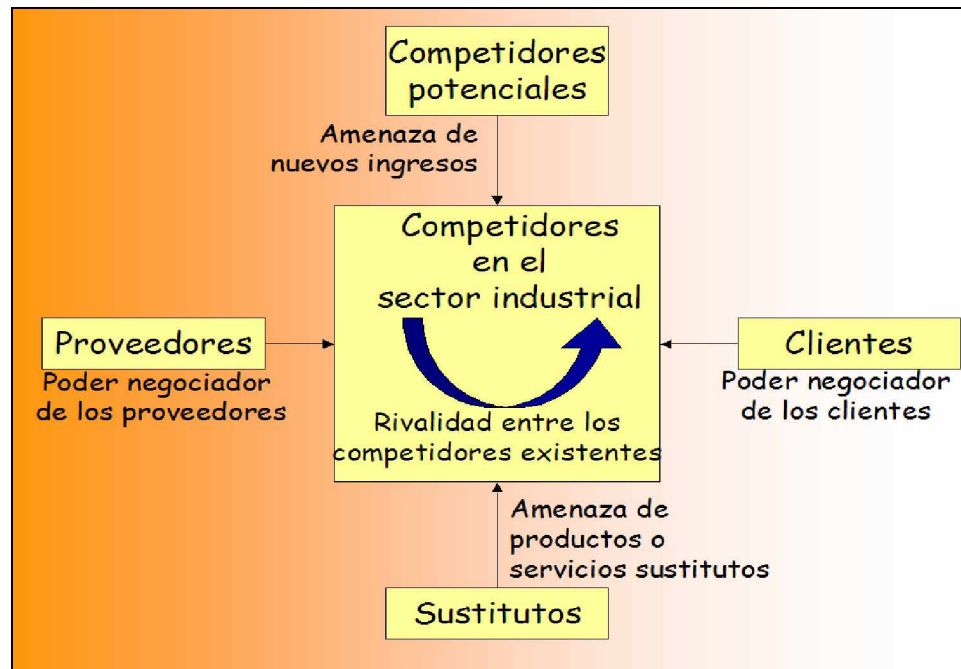 Competidores
potenciales
Amenaza de
nuevos ingresos
Competidores
en el
sector industrial
Rivalidad entre los
competidores existentes
Proveedores
Poder negociador
de los proveedores
Clientes
Poder negociador
de los clientes
Amenaza de
productos o
servicios sustitutos
Sustitutos